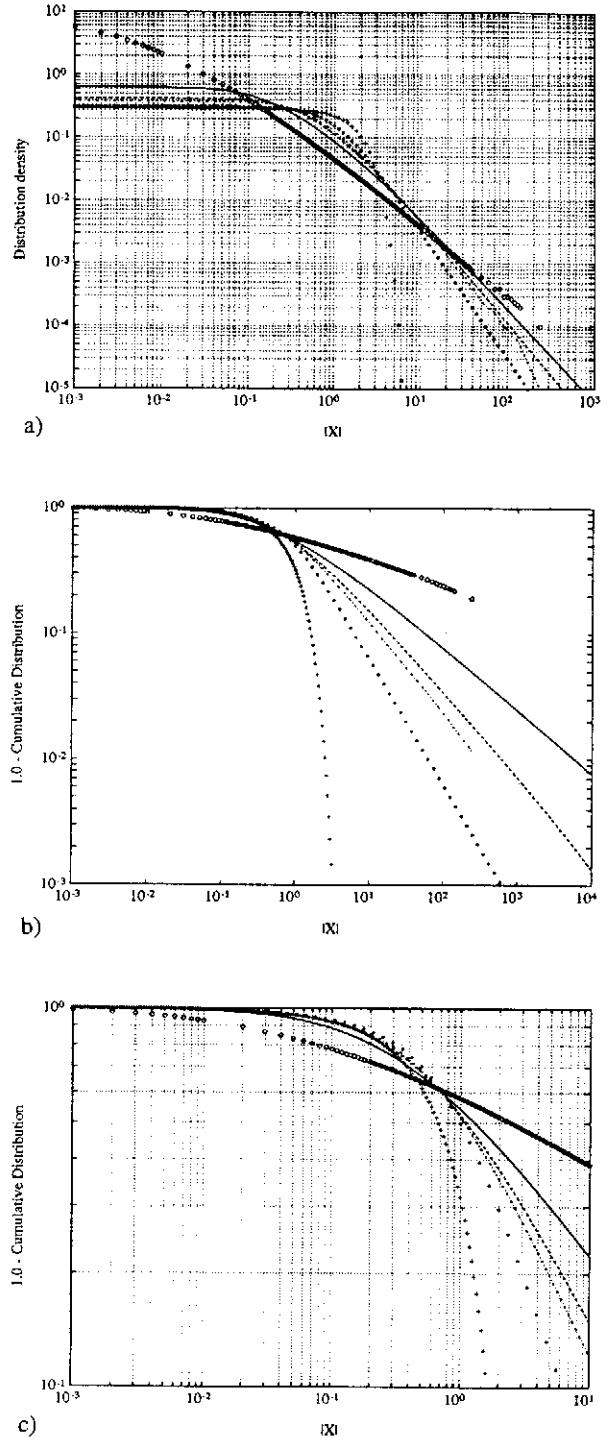 10²
10¹
10⁰
10⁻¹
10⁻²
10⁻³
10⁻⁴
10⁻⁵
Distribution density
10⁻³ 10⁻² 10⁻¹ 10⁰ 10¹ 10² 10³
|X|
a)
10⁰
10⁻¹
10⁻²
10⁻³
1.0 - Cumulative Distribution
10⁻³ 10⁻² 10⁻¹ 10⁰ 10¹ 10² 10³ 10⁴
|X|
b)
10⁰
10⁻¹
1.0 - Cumulative Distribution
10⁻³ 10⁻² 10⁻¹ 10⁰ 10¹
|X|
c)